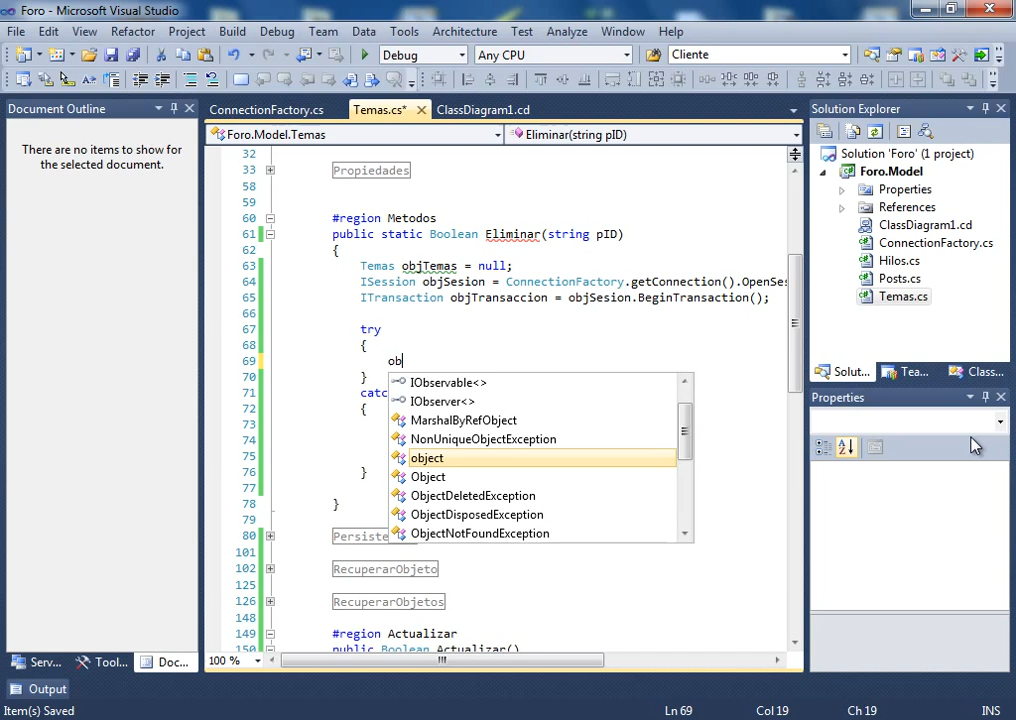 Foro - Microsoft Visual Studio
File Edit View Refactor Project Build Debug Team Data Tools Architecture Test Analyze Window Help
Debug Any CPU Cliente
Document Outline
There are no items to show for
the selected document.
ConnectionFactory.cs Temas.cs* ClassDiagram1.cd
Foro.Model.Temas Eliminar(string pID)
32
33 Propiedades
58
59
60 #region Metodos
61 public static Boolean Eliminar(string pID)
62 {
63 Temas objTemas = null;
64 ISession objSesion = ConnectionFactory.getConnection().OpenSes
65 ITransaction objTransaccion = objSesion.BeginTransaction();
66
67 try
68 {
69 ob
70 }
71 catc
72 {
73
74
75
76 }
77
78 }
79
80 Persiste
101
102 RecuperarObjeto
125
126 RecuperarObjetos
148
149 #region Actualizar
150 public Boolean Actualizar()
IObservable<>
IObserver<>
MarshalByRefObject
NonUniqueObjectException
object
Object
ObjectDeletedException
ObjectDisposedException
ObjectNotFoundException
100 %
Solution Explorer
Solution 'Foro' (1 project)
Foro.Model
Properties
References
ClassDiagram1.cd
ConnectionFactory.cs
Hilos.cs
Posts.cs
Temas.cs
Solut... Tea... Class...
Properties
Serv... Tool... Doc...
Output
Item(s) Saved Ln 69 Col 19 Ch 19 INS